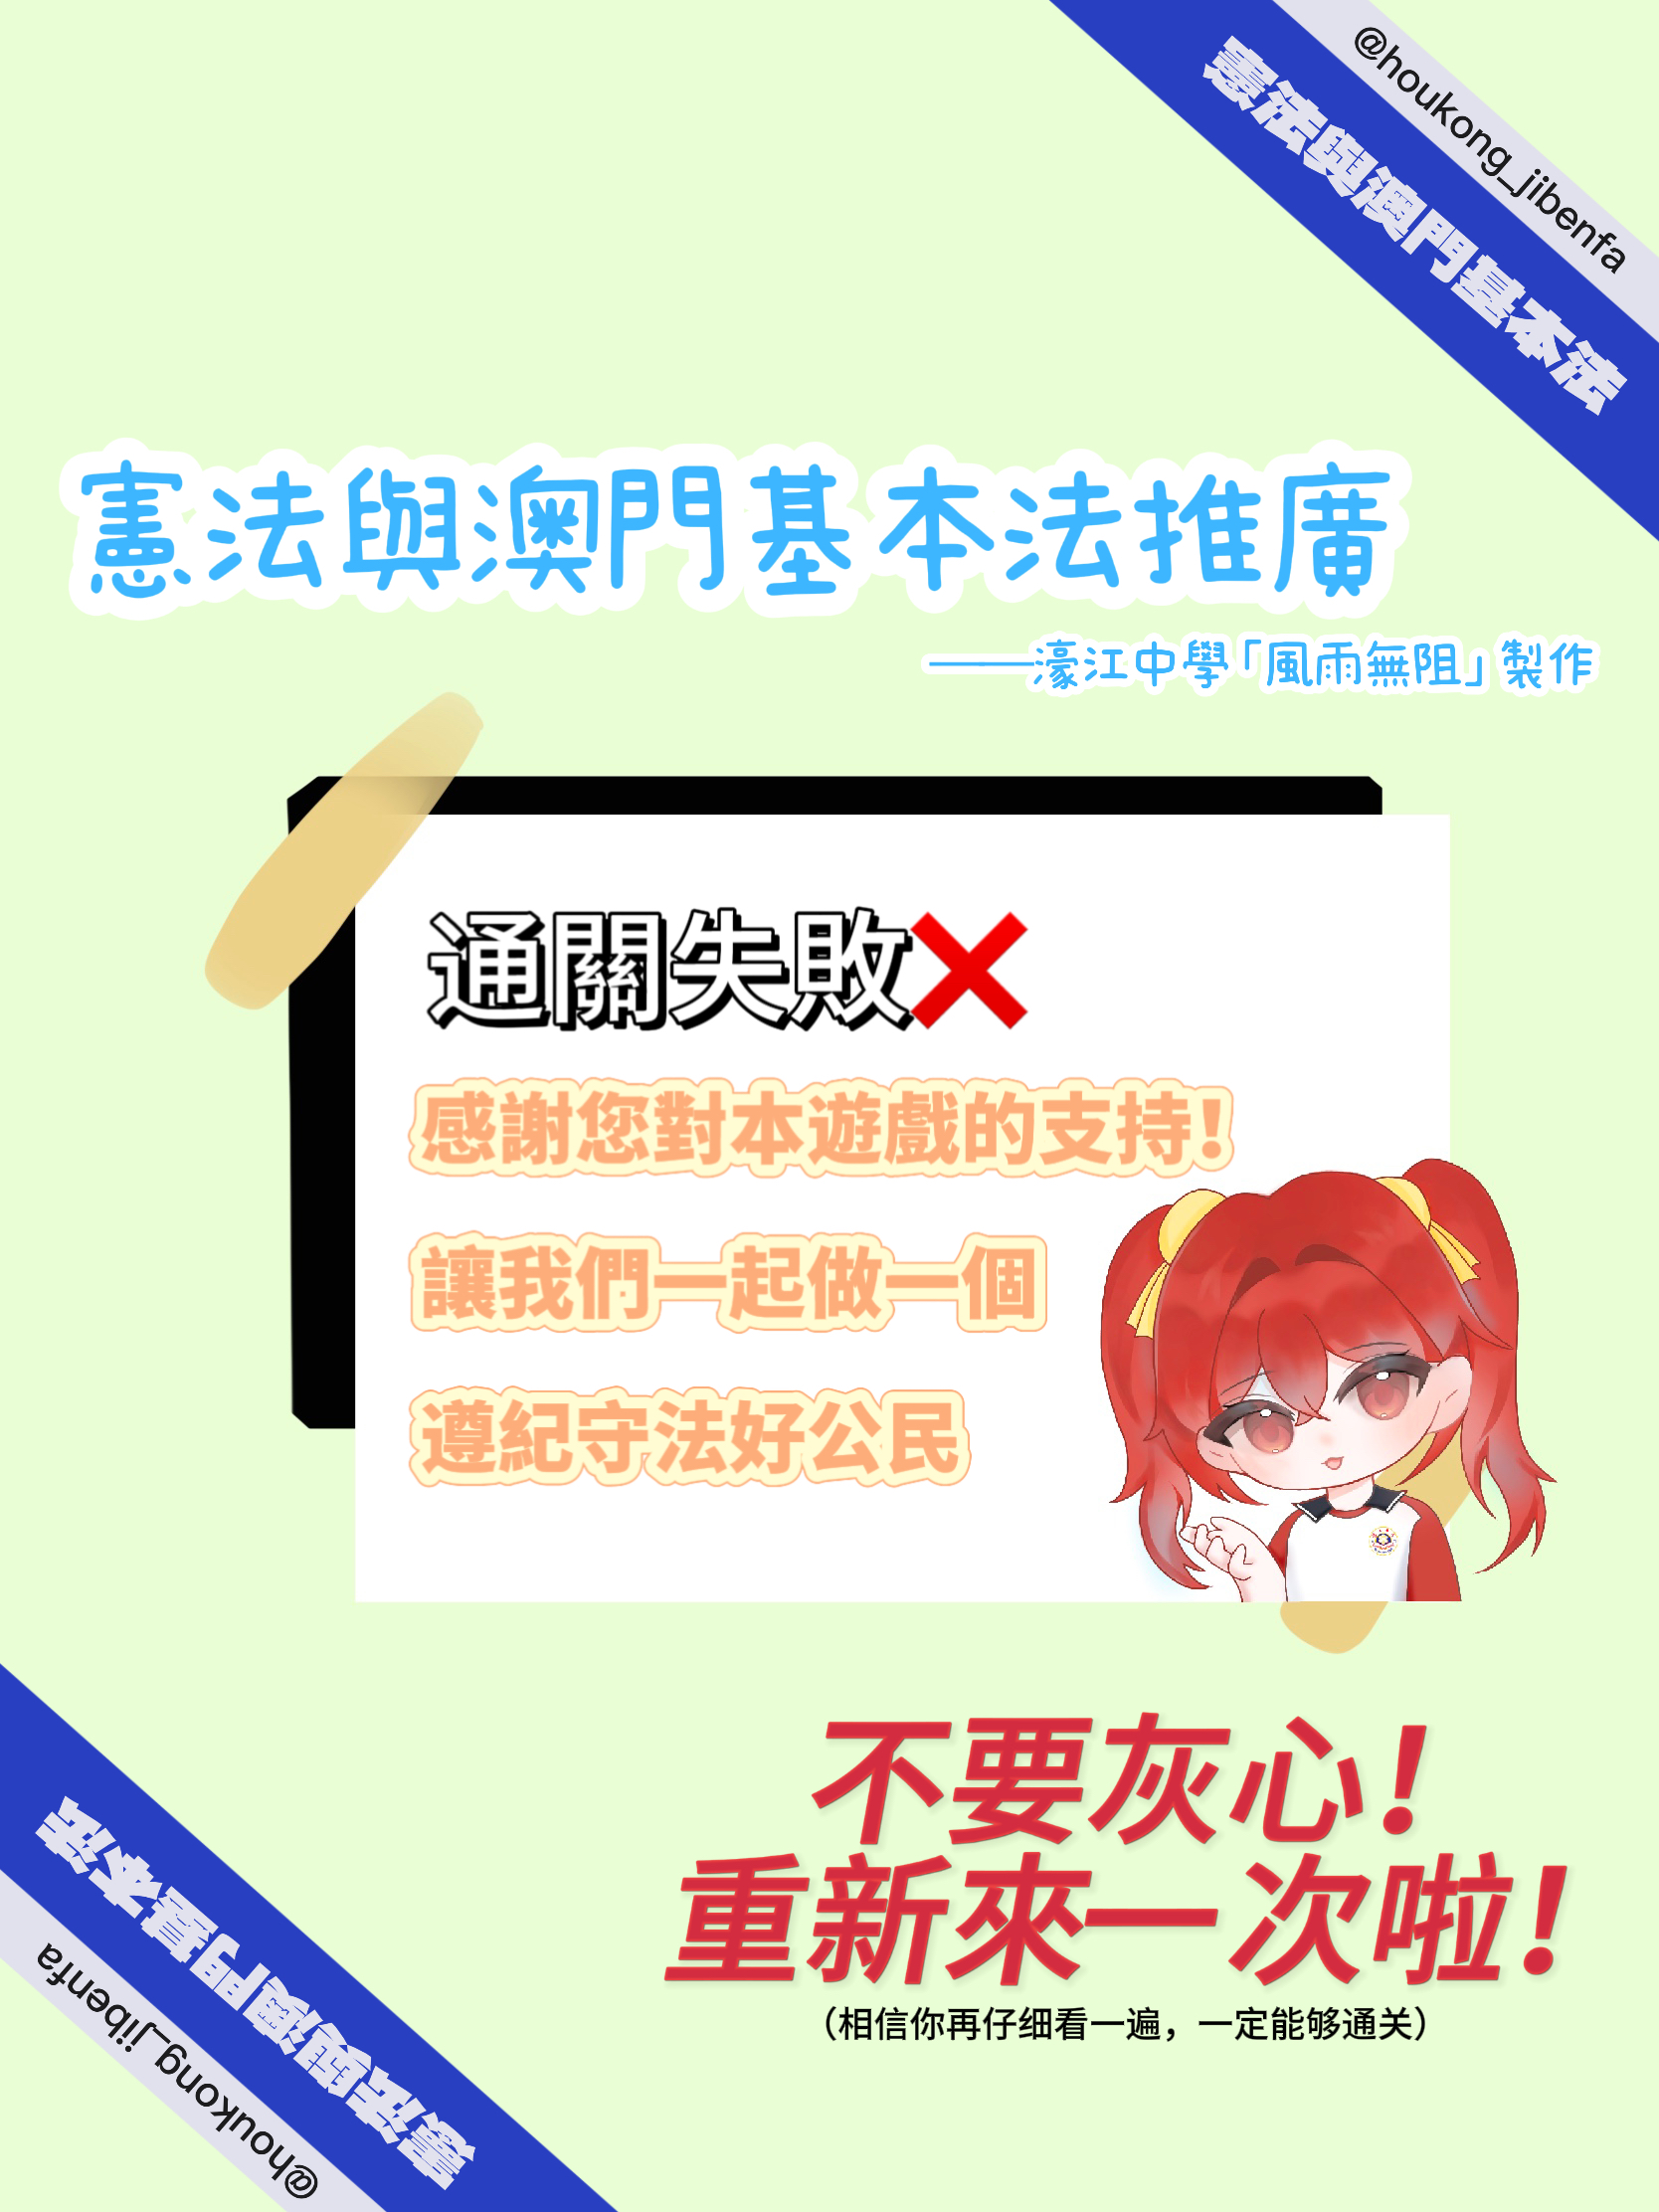 @houkong_jibenfa
憲法與澳門基本法
憲法與澳門基本法推廣
——濠江中學「風雨無阻」製作
通關失敗❌
感謝您對本遊戲的支持!
讓我們一起做一個
遵紀守法好公民
不要灰心!
重新來一次啦!
（相信你再仔细看一遍，一定能够通关）
憲法與澳門基本法
@houkong_jibenfa